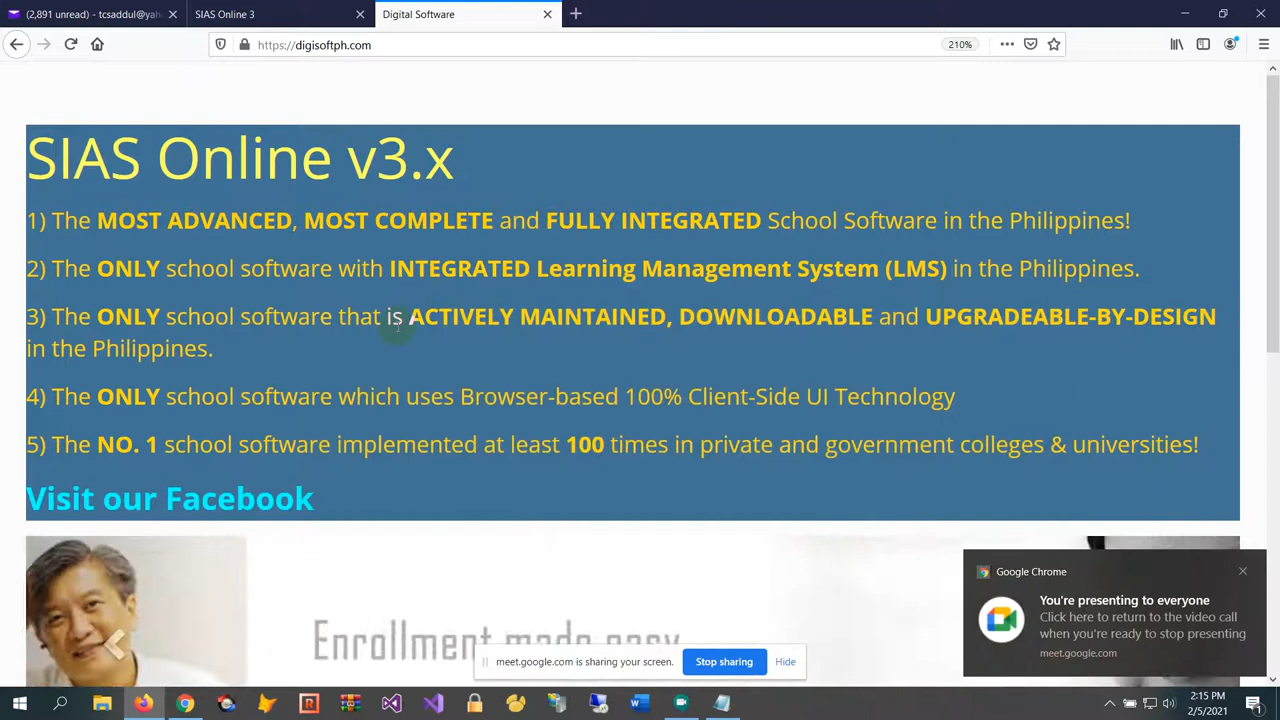 (2,891 unread) - tcsaddul@yah
SIAS Online 3
Digital Software
https://digisoftph.com
210%
SIAS Online v3.x
1) The MOST ADVANCED, MOST COMPLETE and FULLY INTEGRATED School Software in the Philippines!
2) The ONLY school software with INTEGRATED Learning Management System (LMS) in the Philippines.
3) The ONLY school software that is ACTIVELY MAINTAINED, DOWNLOADABLE and UPGRADEABLE-BY-DESIGN
in the Philippines.
4) The ONLY school software which uses Browser-based 100% Client-Side UI Technology
5) The NO. 1 school software implemented at least 100 times in private and government colleges & universities!
Visit our Facebook
Google Chrome
You're presenting to everyone
Click here to return to the video call
when you're ready to stop presenting
meet.google.com
Enrollment made easy
meet.google.com is sharing your screen.
Stop sharing
Hide
2:15 PM
2/5/2021